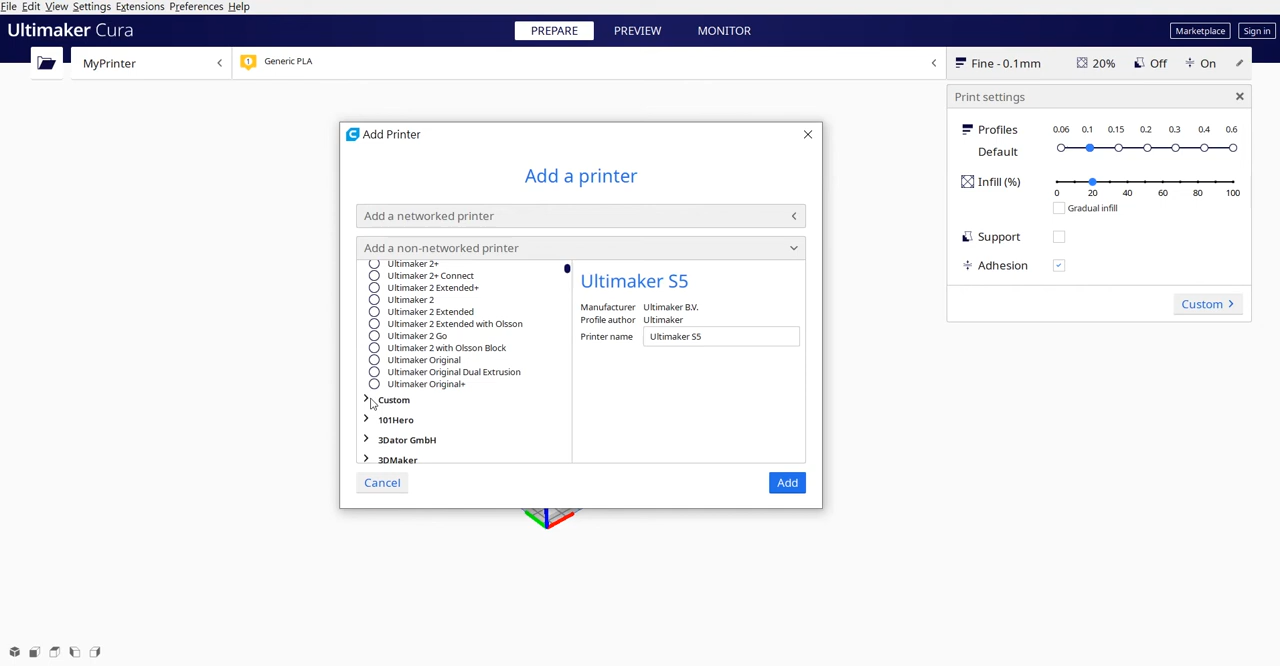 File Edit View Settings Extensions Preferences Help
Ultimaker Cura PREPARE PREVIEW MONITOR Marketplace Sign in
MyPrinter 1 Generic PLA Fine - 0.1mm 20% Off On
Print settings
Profiles 0.06 0.1 0.15 0.2 0.3 0.4 0.6
Default
Infill (%) 0 20 40 60 80 100
Gradual infill
Support
Adhesion
Custom
Add Printer
Add a printer
Add a networked printer
Add a non-networked printer
Ultimaker 2+
Ultimaker 2+ Connect
Ultimaker 2 Extended+
Ultimaker 2
Ultimaker 2 Extended
Ultimaker 2 Extended with Olsson
Ultimaker 2 Go
Ultimaker 2 with Olsson Block
Ultimaker Original
Ultimaker Original Dual Extrusion
Ultimaker Original+
Custom
101Hero
3Dator GmbH
3DMaker
Ultimaker S5
Manufacturer Ultimaker B.V.
Profile author Ultimaker
Printer name Ultimaker S5
Cancel Add